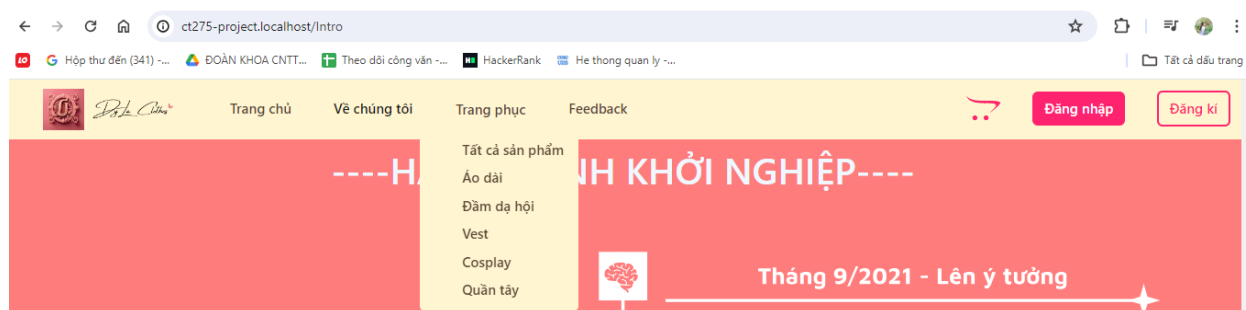 ct275-project.localhost/Intro
Hộp thư đến (341) -... ĐOÀN KHOA CNTT... Theo dõi công văn -... HackerRank He thong quan ly -... Tất cả dấu trang
Trang chủ Về chúng tôi Trang phục Feedback Đăng nhập Đăng kí
Tất cả sản phẩm
Áo dài
Đầm dạ hội
Vest
Cosplay
Quần tây
----H NH KHỞI NGHIỆP----
Tháng 9/2021 - Lên ý tưởng